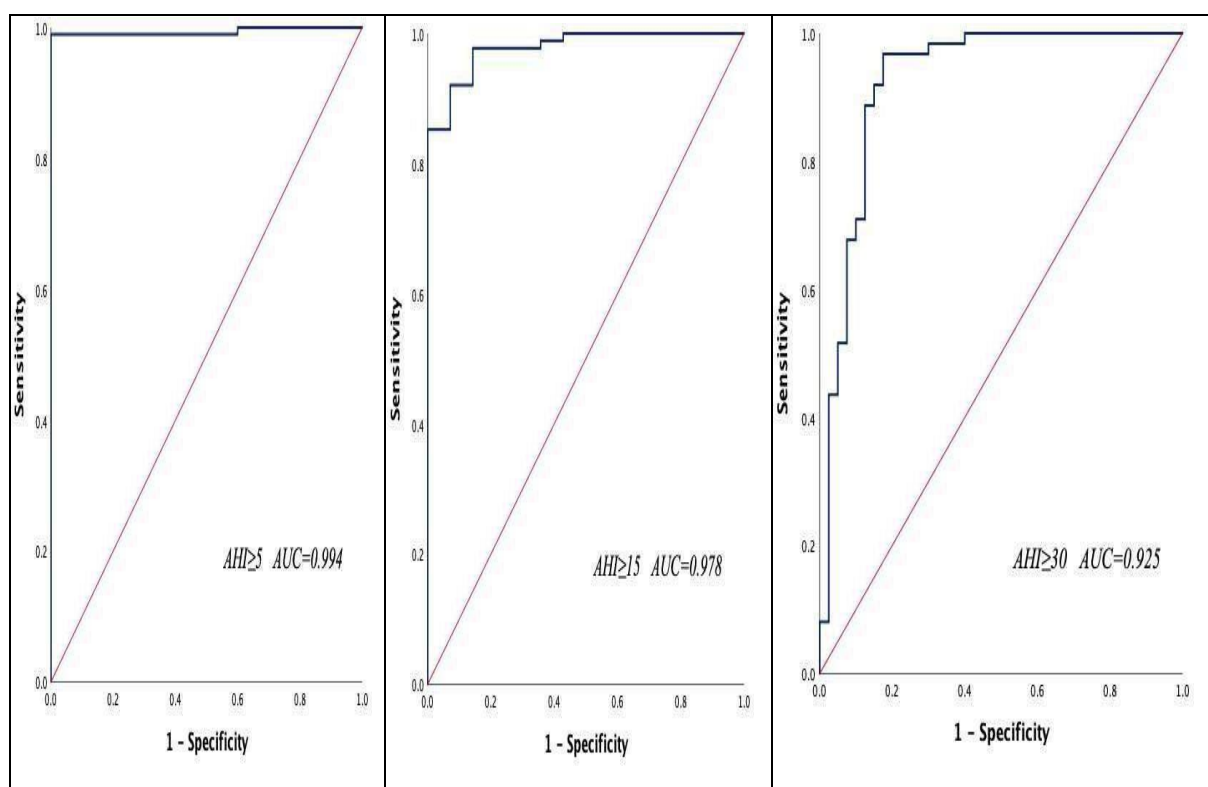 1.0
0.8
0.6
0.4
0.2
0.0
Sensitivity
AHI≥5 AUC=0.994
0.0 0.2 0.4 0.6 0.8 1.0
1 – Specificity
1.0
0.8
0.6
0.4
0.2
0.0
Sensitivity
AHI≥15 AUC=0.978
0.0 0.2 0.4 0.6 0.8 1.0
1 – Specificity
1.0
0.8
0.6
0.4
0.2
0.0
Sensitivity
AHI≥30 AUC=0.925
0.0 0.2 0.4 0.6 0.8 1.0
1 – Specificity